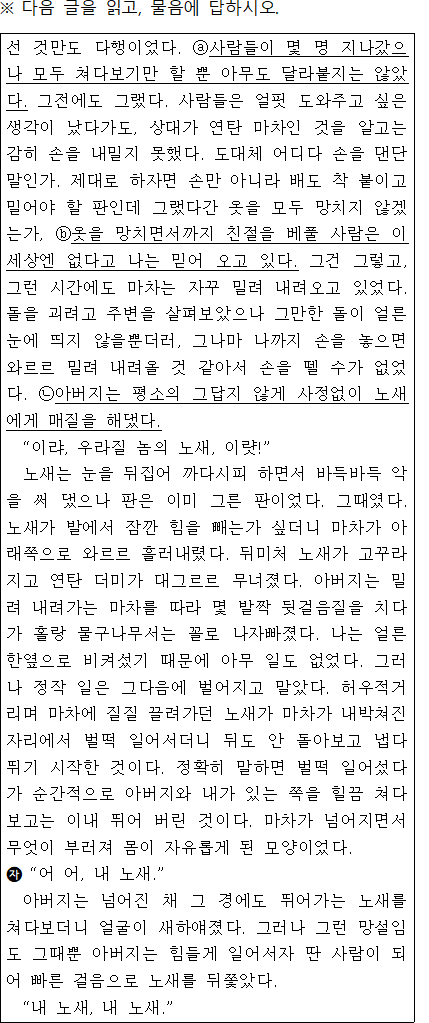 ※ 다음 글을 읽고, 물음에 답하시오.
선 것만도 다행이었다. ⓐ사람들이 몇 명 지나갔으
나 모두 쳐다보기만 할 뿐 아무도 달라붙지는 않았
다. 그전에도 그랬다. 사람들은 얼핏 도와주고 싶은
생각이 났다가도, 상대가 연탄 마차인 것을 알고는
감히 손을 내밀지 못했다. 도대체 어디다 손을 댄단
말인가. 제대로 하자면 손만 아니라 배도 착 붙이고
밀어야 할 판인데 그랬다간 옷을 모두 망치지 않겠
는가, ⓑ옷을 망치면서까지 친절을 베풀 사람은 이
세상엔 없다고 나는 믿어 오고 있다. 그건 그렇고,
그런 시간에도 마차는 자꾸 밀려 내려오고 있었다.
돌을 괴려고 주변을 살펴보았으나 그만한 돌이 얼른
눈에 띄지 않을뿐더러, 그나마 나까지 손을 놓으면
와르르 밀려 내려올 것 같아서 손을 뗄 수가 없었
다. ㉡아버지는 평소의 그답지 않게 사정없이 노새
에게 매질을 해댔다.
“이랴, 우라질 놈의 노새, 이럇!”
노새는 눈을 뒤집어 까다시피 하면서 바득바득 악
을 써 댔으나 판은 이미 그른 판이었다. 그때였다.
노새가 발에서 잠깐 힘을 빼는가 싶더니 마차가 아
래쪽으로 와르르 흘러내렸다. 뒤미처 노새가 고꾸라
지고 연탄 더미가 대그르르 무너졌다. 아버지는 밀
려 내려가는 마차를 따라 몇 발짝 뒷걸음질을 치다
가 홀랑 물구나무서는 꼴로 나자빠졌다. 나는 얼른
한옆으로 비켜섰기 때문에 아무 일도 없었다. 그러
나 정작 일은 그다음에 벌어지고 말았다. 허우적거
리며 마차에 질질 끌려가던 노새가 마차가 내박쳐진
자리에서 벌떡 일어서더니 뒤도 안 돌아보고 냅다
뛰기 시작한 것이다. 정확히 말하면 벌떡 일어섰다
가 순간적으로 아버지와 내가 있는 쪽을 힐끔 쳐다
보고는 이내 뛰어 버린 것이다. 마차가 넘어지면서
무엇이 부러져 몸이 자유롭게 된 모양이었다.
자 “어 어, 내 노새.”
아버지는 넘어진 채 그 경에도 뛰어가는 노새를
쳐다보더니 얼굴이 새하얘졌다. 그러나 그런 망설임
도 그때뿐 아버지는 힘들게 일어서자 딴 사람이 되
어 빠른 걸음으로 노새를 뒤쫓았다.
“내 노새, 내 노새.”